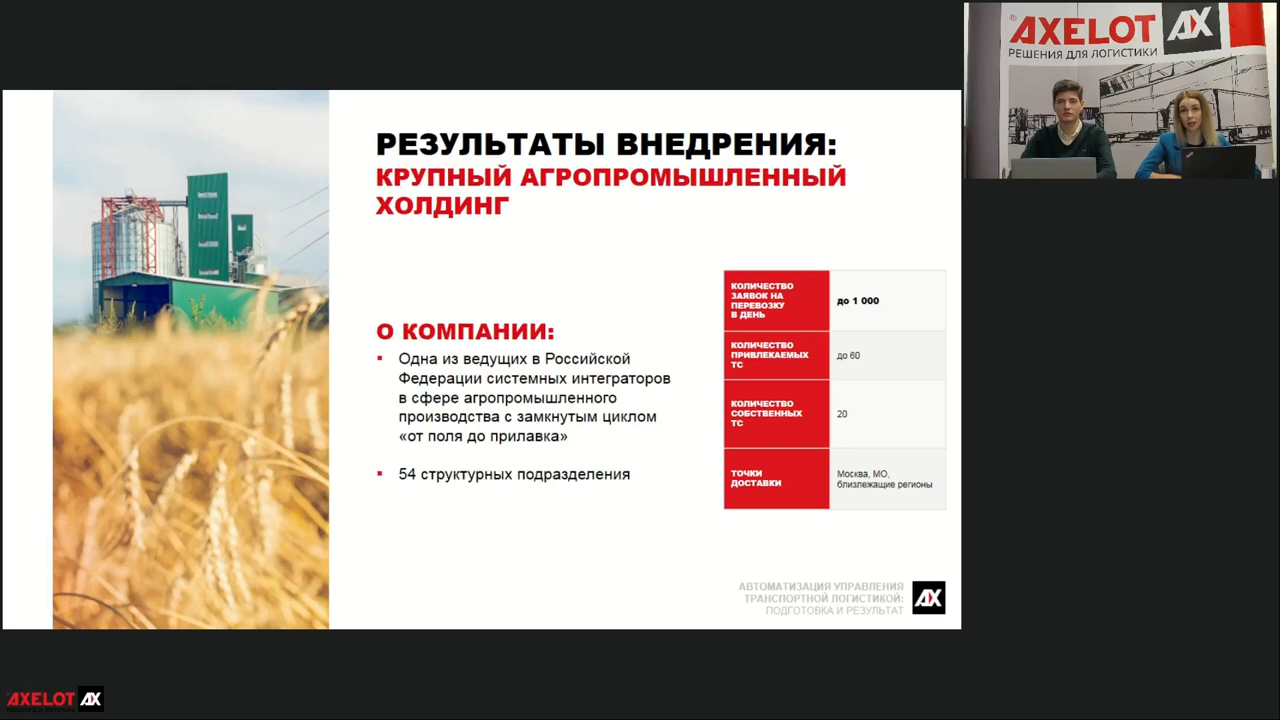 ® AXELOT AX
РЕШЕНИЯ ДЛЯ ЛОГИСТИКИ
РЕЗУЛЬТАТЫ ВНЕДРЕНИЯ:
КРУПНЫЙ АГРОПРОМЫШЛЕННЫЙ
ХОЛДИНГ
О КОМПАНИИ:
▪ Одна из ведущих в Российской
Федерации системных интеграторов
в сфере агропромышленного
производства с замкнутым циклом
«от поля до прилавка»
▪ 54 структурных подразделения
КОЛИЧЕСТВО
ЗАЯВОК НА
ПЕРЕВОЗКУ
В ДЕНЬ
до 1 000
КОЛИЧЕСТВО
ПРИВЛЕКАЕМЫХ
ТС
до 60
КОЛИЧЕСТВО
СОБСТВЕННЫХ
ТС
20
ТОЧКИ
ДОСТАВКИ
Москва, МО,
близлежащие регионы
АВТОМАТИЗАЦИЯ УПРАВЛЕНИЯ
ТРАНСПОРТНОЙ ЛОГИСТИКОЙ:
ПОДГОТОВКА И РЕЗУЛЬТАТ
AX
AXELOT AX